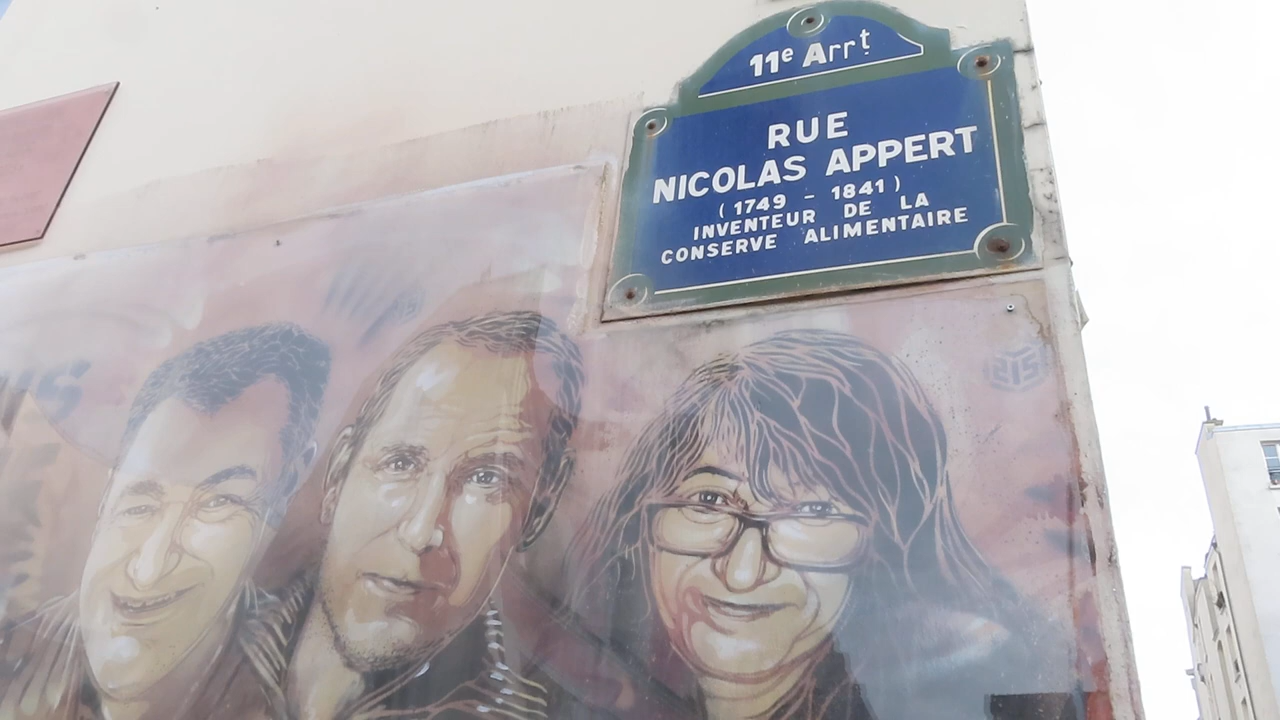 11e Arrt
RUE
NICOLAS APPERT
( 1749 - 1841 )
INVENTEUR DE LA
CONSERVE ALIMENTAIRE